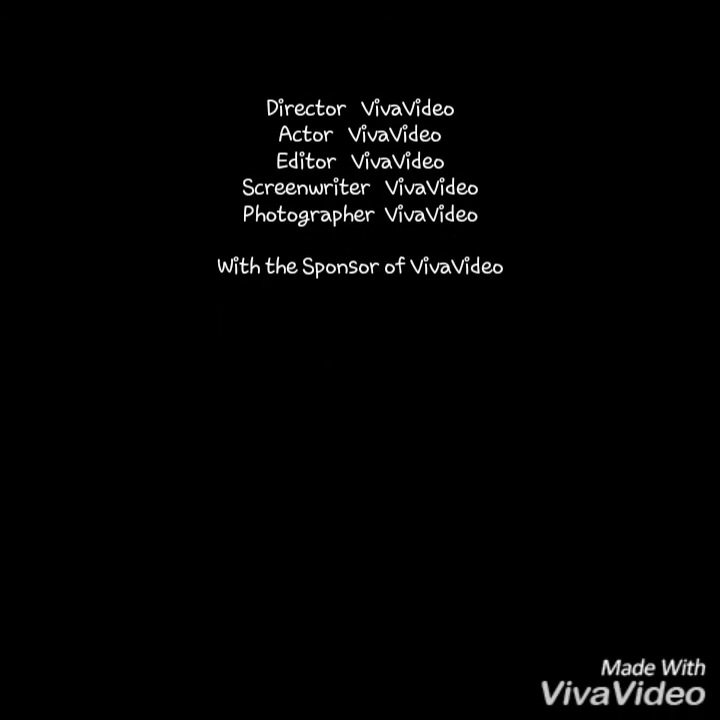 Director VivaVideo
Actor VivaVideo
Editor VivaVideo
Screenwriter VivaVideo
Photographer VivaVideo
With the Sponsor of VivaVideo
Made With
VivaVideo